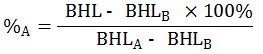 %A = BHL - BHLB ×100%
BHLA - BHLB